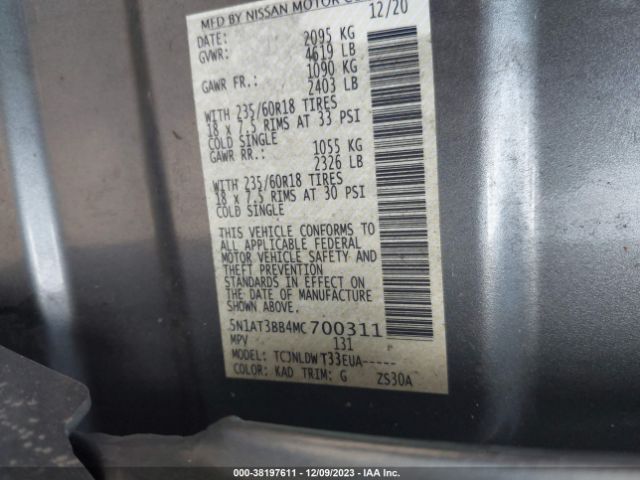 MFD BY NISSAN MOTOR CO
DATE: 12/20
GVWR: 2095 KG
4619 LB
GAWR FR.: 1090 KG
2403 LB
WITH 235/60R18 TIRES
18 x 7.5 RIMS AT 33 PSI
COLD SINGLE
GAWR RR.: 1055 KG
2326 LB
WITH 235/60R18 TIRES
18 x 7.5 RIMS AT 30 PSI
COLD SINGLE
THIS VEHICLE CONFORMS TO
ALL APPLICABLE FEDERAL
MOTOR VEHICLE SAFETY AND
THEFT PREVENTION
STANDARDS IN EFFECT ON
THE DATE OF MANUFACTURE
SHOWN ABOVE.
5N1AT3BB4MC700311
MPV 131
MODEL: TCJNLDWT33EUA-----
COLOR: KAD TRIM: G ZS30A
000-38197611 - 12/09/2023 - IAA Inc.